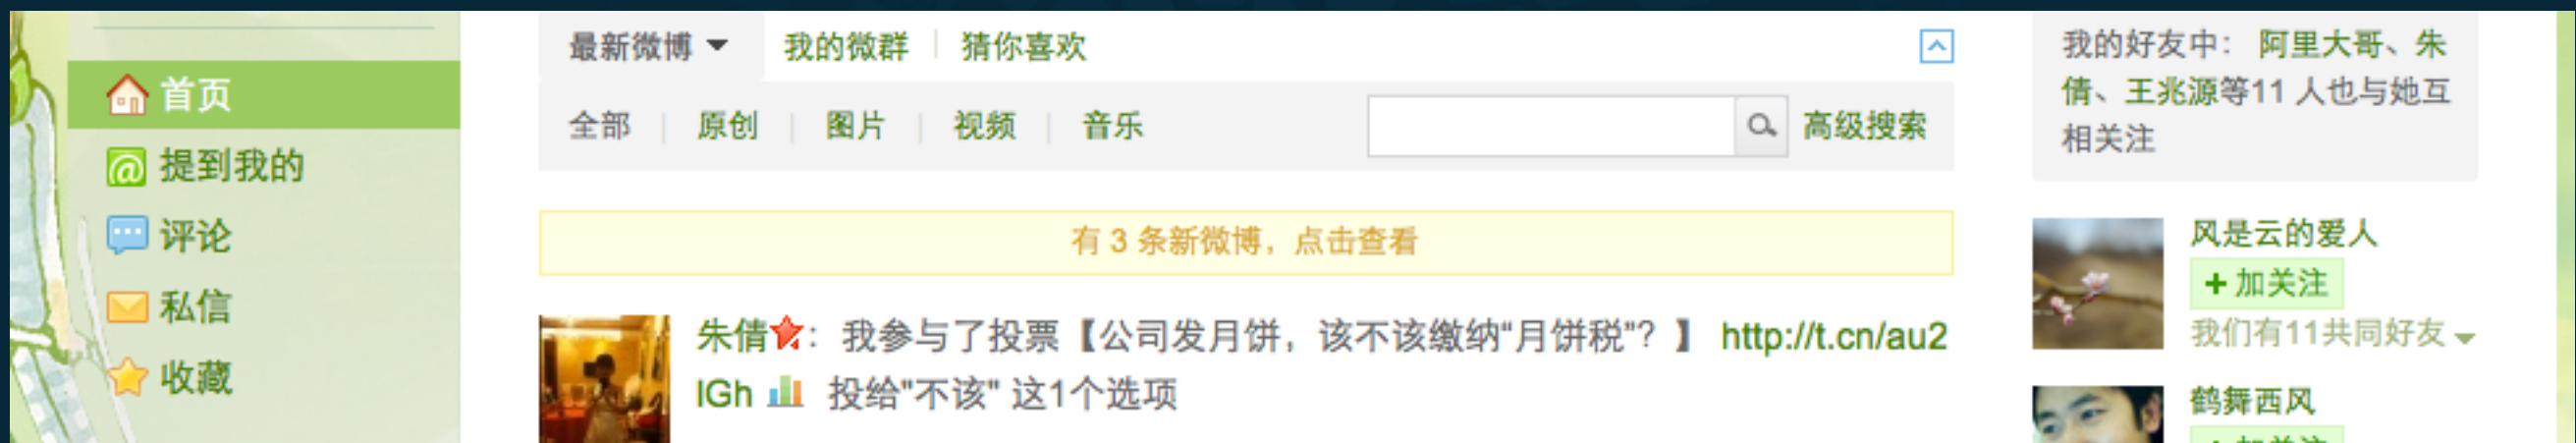 首页
提到我的
评论
私信
收藏
最新微博 我的微群 猜你喜欢
全部 原创 图片 视频 音乐 高级搜索
有 3 条新微博，点击查看
朱倩：我参与了投票【公司发月饼，该不该缴纳“月饼税”？】 http://t.cn/au2
lGh 投给"不该" 这1个选项
我的好友中： 阿里大哥、朱
倩、王兆源等11 人也与她互
相关注
风是云的爱人
+ 加关注
我们有11共同好友
鹤舞西风
+ 加关注